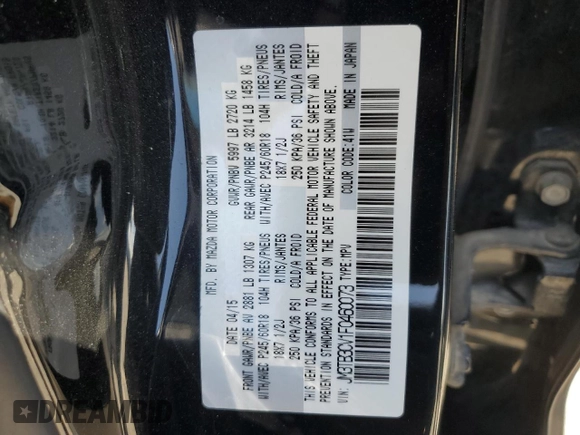 MFD. BY MAZDA MOTOR CORPORATION
DATE 04/15 GVWR/PNBV 5997 LB 2720 KG
FRONT GAWR/PNBE AV 2881 LB 1307 KG REAR GAWR/PNBE AR 3214 LB 1458 KG
WITH/AVEC P245/60R18 104H TIRES/PNEUS WITH/AVEC P245/60R18 104H TIRES/PNEUS
18X7 1/2J RIMS/JANTES 18X7 1/2J RIMS/JANTES
250 KPA/36 PSI COLD/A FROID 250 KPA/36 PSI COLD/A FROID
THIS VEHICLE CONFORMS TO ALL APPLICABLE FEDERAL MOTOR VEHICLE SAFETY AND THEFT
PREVENTION STANDARDS IN EFFECT ON THE DATE OF MANUFACTURE SHOWN ABOVE.
VIN: JM3TB3CV1F0460073 TYPE:MPV COLOR CODE:41W MADE IN JAPAN
© AutoBidMaster